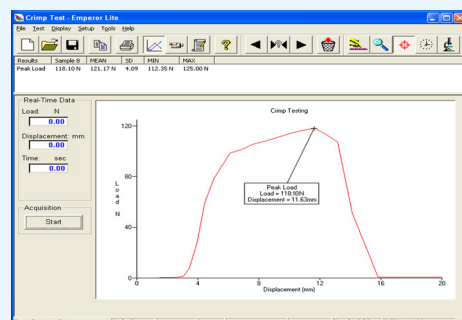 Crimp Test - Emperor Lite
File Test Display Setup Tools Help
Results Sample 8 MEAN SD MIN MAX
Peak Load 118.10 N 121.17 N 4.09 112.35 N 125.00 N
Real-Time Data
Load: N
0.00
Displacement: mm
0.00
Time: sec
0.00
Acquisition
Start
Crimp Testing
120
80
40
0
Load N
Peak Load
Load = 118.10N
Displacement = 11.63mm
0 4 8 12 16 20
Displacement (mm)